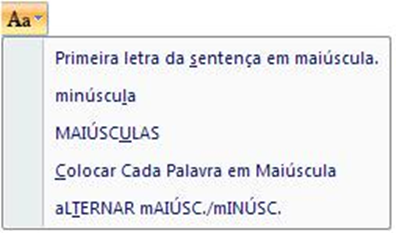 Aa
Primeira letra da sentença em maiúscula.
minúscula
MAIÚSCULAS
Colocar Cada Palavra em Maiúscula
aLTERNAR mAIÚSC./mINÚSC.